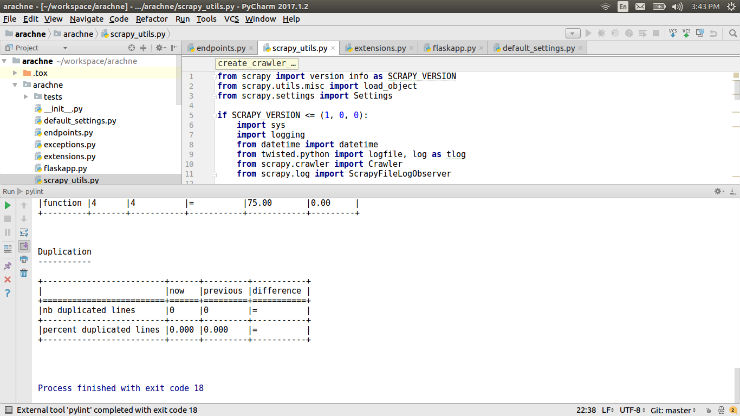 arachne - [~/workspace/arachne] - .../arachne/scrapy_utils.py - PyCharm 2017.1.2
En 3:43 PM
File Edit View Navigate Code Refactor Run Tools VCS Window Help
arachne arachne scrapy_utils.py
Project
endpoints.py scrapy_utils.py extensions.py flaskapp.py default_settings.py
arachne ~/workspace/arachne
.tox
arachne
tests
__init__.py
default_settings.py
endpoints.py
exceptions.py
extensions.py
flaskapp.py
scrapy_utils.py
create crawler …
1 from scrapy import version_info as SCRAPY_VERSION
2 from scrapy.utils.misc import load_object
3 from scrapy.settings import Settings
4
5 if SCRAPY_VERSION <= (1, 0, 0):
6 import sys
7 import logging
8 from datetime import datetime
9 from twisted.python import logfile, log as tlog
10 from scrapy.crawler import Crawler
11 from scrapy.log import ScrapyFileLogObserver
Run pylint
|function |4 |4 |= |75.00 |0.00 |
+---------+------+-----------+-----------+------------+---------+
Duplication
-----------
+-------------------------+------+---------+-----------+
| |now |previous |difference |
+=========================+======+=========+===========+
|nb duplicated lines |0 |0 |= |
+-------------------------+------+---------+-----------+
|percent duplicated lines |0.000 |0.000 |= |
+-------------------------+------+---------+-----------+
Process finished with exit code 18
External tool 'pylint' completed with exit code 18 22:38 LF UTF-8 Git: master 2